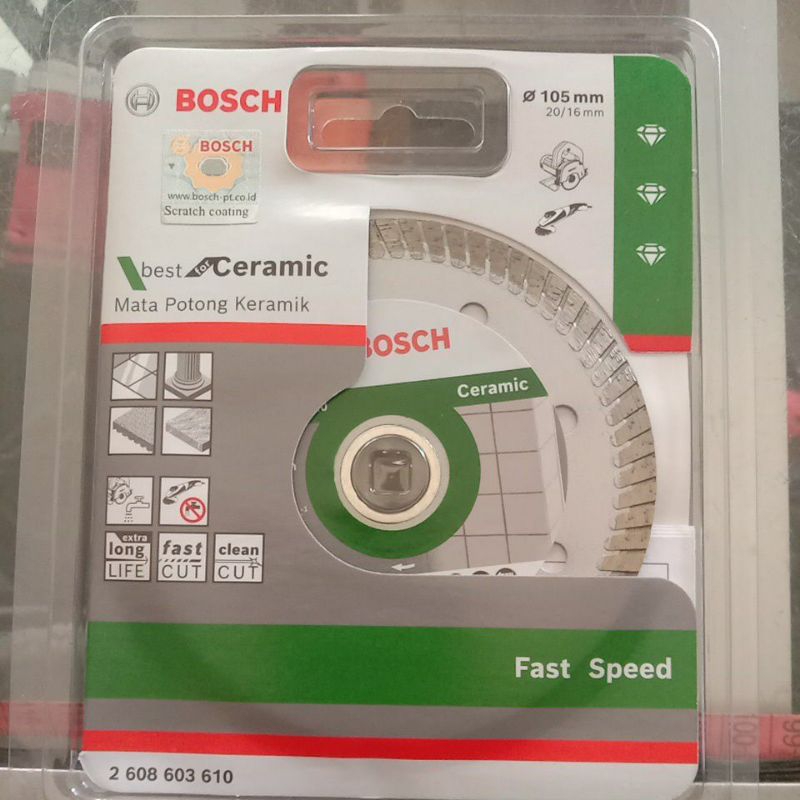 BOSCH
Ø 105 mm
20/16 mm
BOSCH
www.bosch-pt.co.id
Scratch coating
best for Ceramic
Mata Potong Keramik
BOSCH
Ceramic
extra
long
LIFE
fast
CUT
clean
CUT
Fast Speed
2 608 603 610